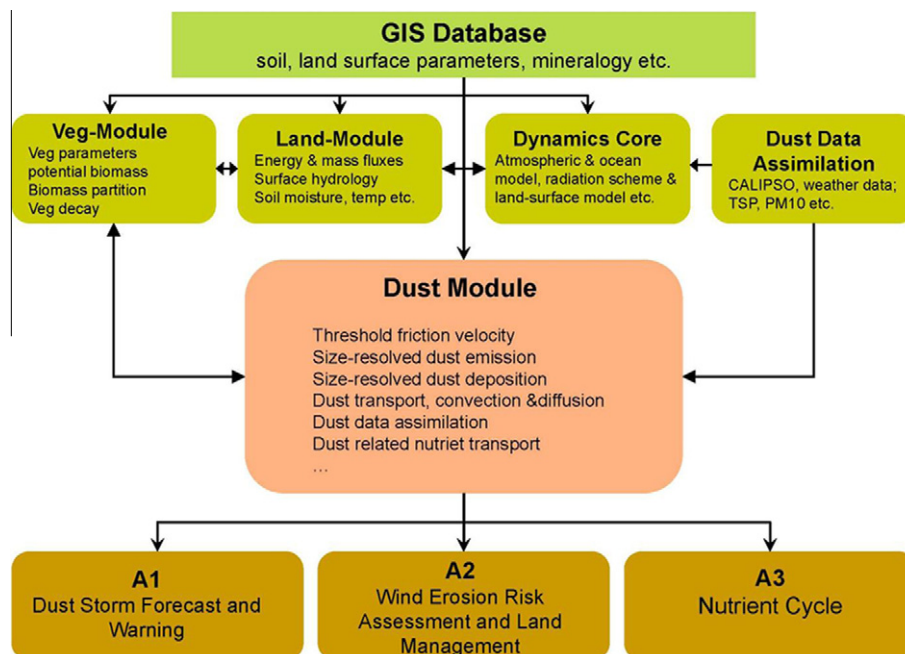 GIS Database
soil, land surface parameters, mineralogy etc.
Veg-Module
Veg parameters
potential biomass
Biomass partition
Veg decay
Land-Module
Energy & mass fluxes
Surface hydrology
Soil moisture, temp etc.
Dynamics Core
Atmospheric & ocean
model, radiation scheme &
land-surface model etc.
Dust Data
Assimilation
CALIPSO, weather data;
TSP, PM10 etc.
Dust Module
Threshold friction velocity
Size-resolved dust emission
Size-resolved dust deposition
Dust transport, convection &diffusion
Dust data assimilation
Dust related nutriet transport
...
A1
Dust Storm Forecast and
Warning
A2
Wind Erosion Risk
Assessment and Land
Management
A3
Nutrient Cycle